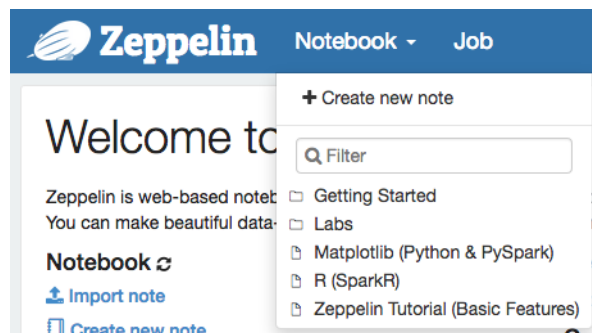 Zeppelin Notebook Job
+ Create new note
Filter
Getting Started
Labs
Matplotlib (Python & PySpark)
R (SparkR)
Zeppelin Tutorial (Basic Features)
Welcome to
Zeppelin is web-based
You can make beautiful data-
Notebook
Import note
Create new note